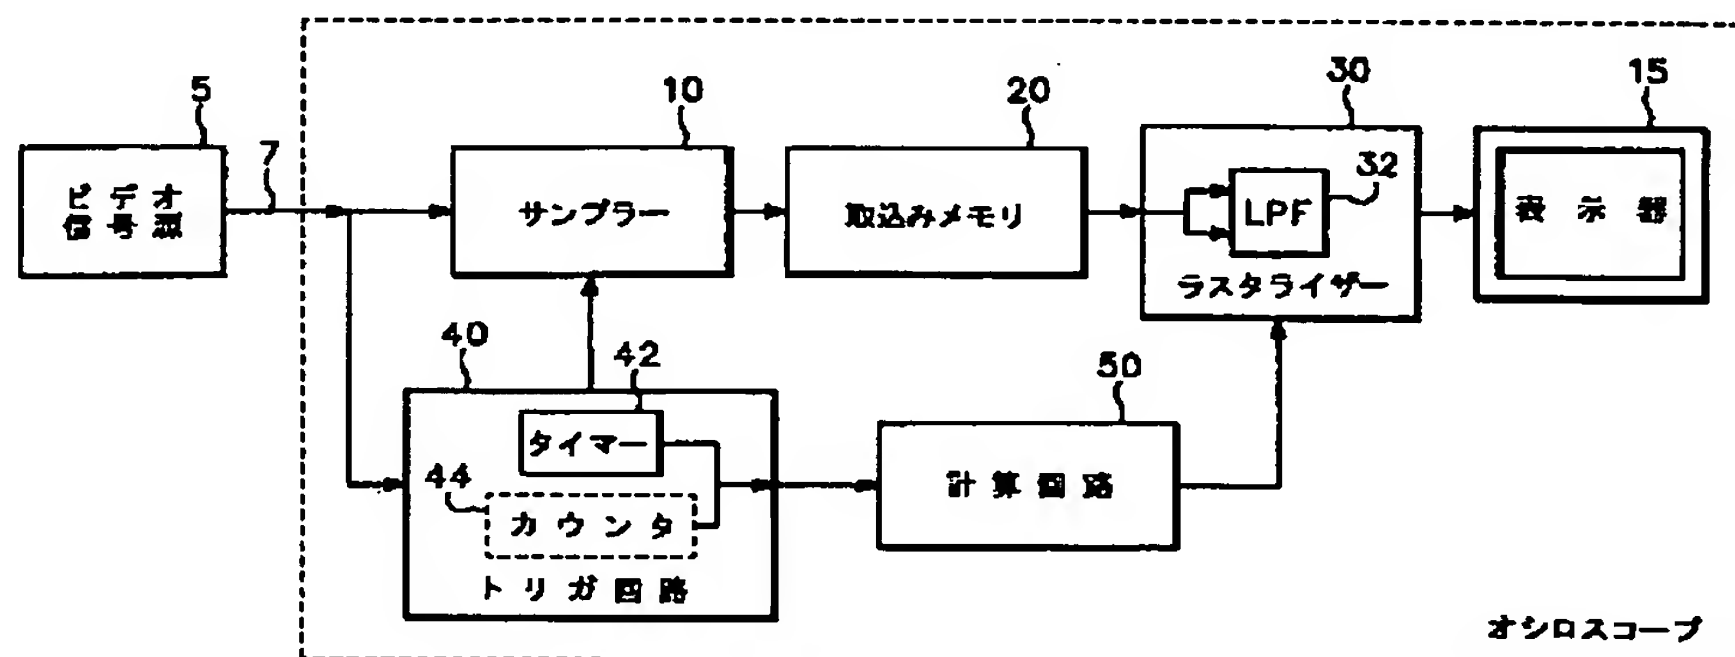 5
7
ビデオ
信号源
10
サンプラー
20
取込みメモリ
30
32
LPF
ラスタライザー
15
表示器
40
42
タイマー
44
カウンタ
トリガ回路
50
計算回路
オシロスコープ